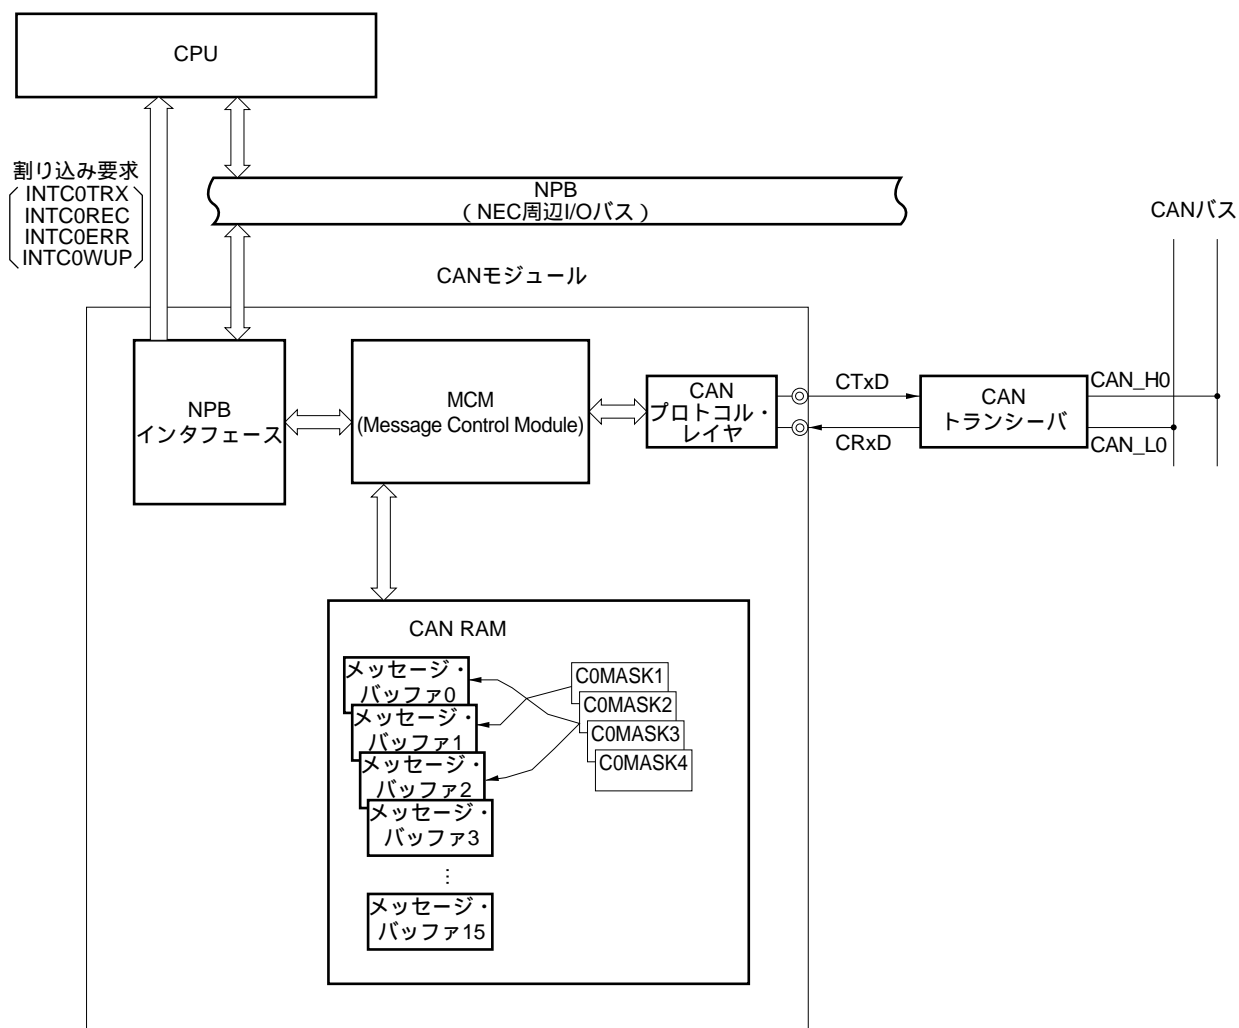 CPU
割り込み要求
INTC0TRX
INTC0REC
INTC0ERR
INTC0WUP
NPB
(NEC周辺I/Oバス)
CANバス
CANモジュール
NPB
インタフェース
MCM
(Message Control Module)
CAN
プロトコル・
レイヤ
CTxD
CRxD
CAN
トランシーバ
CAN_H0
CAN_L0
CAN RAM
メッセージ・
バッファ0
メッセージ・
バッファ1
メッセージ・
バッファ2
メッセージ・
バッファ3
⋮
メッセージ・
バッファ15
C0MASK1
C0MASK2
C0MASK3
C0MASK4